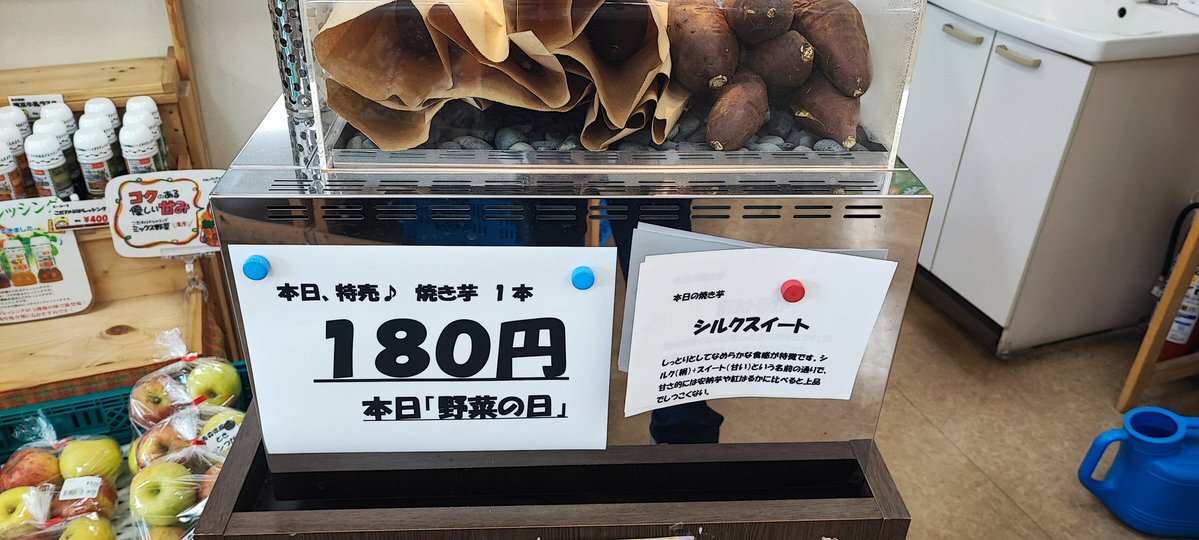 本日、特売♪ 焼き芋 1本
180円
本日「野菜の日」
本日の焼き芋
シルクスイート
しっとりとしてなめらかな食感が特徴です。シ
ルク(絹)+スイート(甘い)という名前の通りで、
甘さ的には安納芋や紅はるかに比べると上品
でしつこくない。
コクのある
優しい甘み
ミックス野菜
¥400